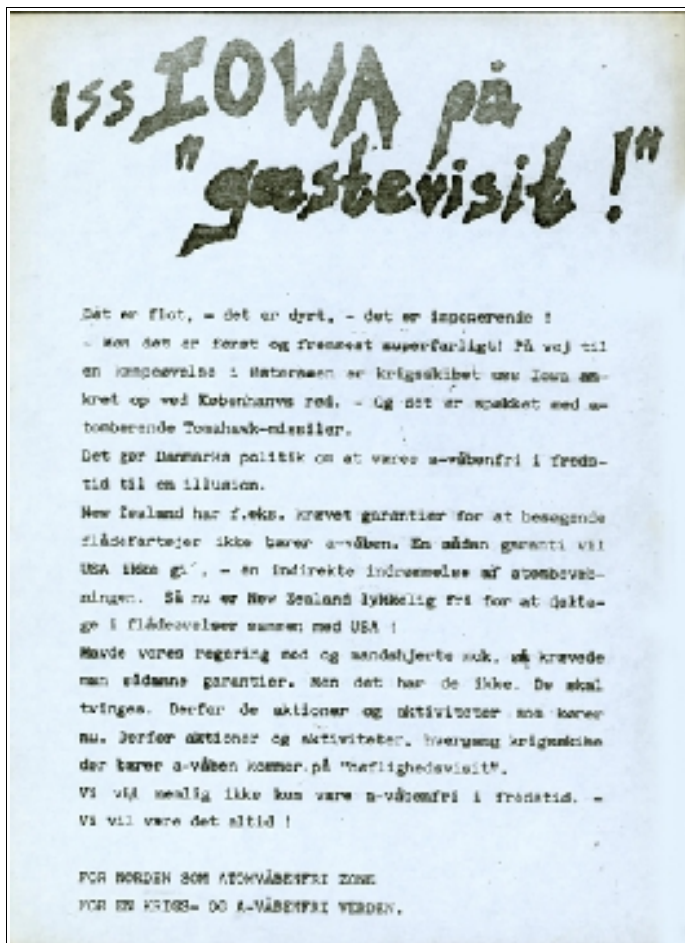 uss IOWA på
"gæstevisit !"
Det er flot, - det er dyrt, - det er imponerende !
- Men det er først og fremmest superfarligt! På vej til
en kampøvelse i Østersøen er krigsskibet uss Iowa an-
kret op ved Københavns red. - Og det er spækket med a-
tombærende Tomahawk-missiler.
Det gør Danmarks politik om at være a-våbenfri i freds-
tid til en illusion.
New Zealand har f.eks. krævet garantier for at besøgende
flådefartøjer ikke bærer a-våben. En sådan garanti vil
USA ikke gi', - en indirekte indrømmelse af atombevæb-
ningen. Så nu er New Zealand lykkelig fri for at delta-
ge i flådeøvelser sammen med USA !
Havde vores regering mod og mandshjerte nok, så krævede
man sådanne garantier. Men det har de ikke. De skal
tvinges. Derfor de aktioner og aktiviteter som kører
nu. Derfor aktioner og aktiviteter, hvergang krigsskibe
der bærer a-våben kommer på "høflighedsvisit".
Vi vil nemlig ikke kun være a-våbenfri i fredstid. -
Vi vil være det altid !
FOR NORDEN SOM ATOMVÅBENFRI ZONE
FOR EN KRIGS- OG A-VÅBENFRI VERDEN.